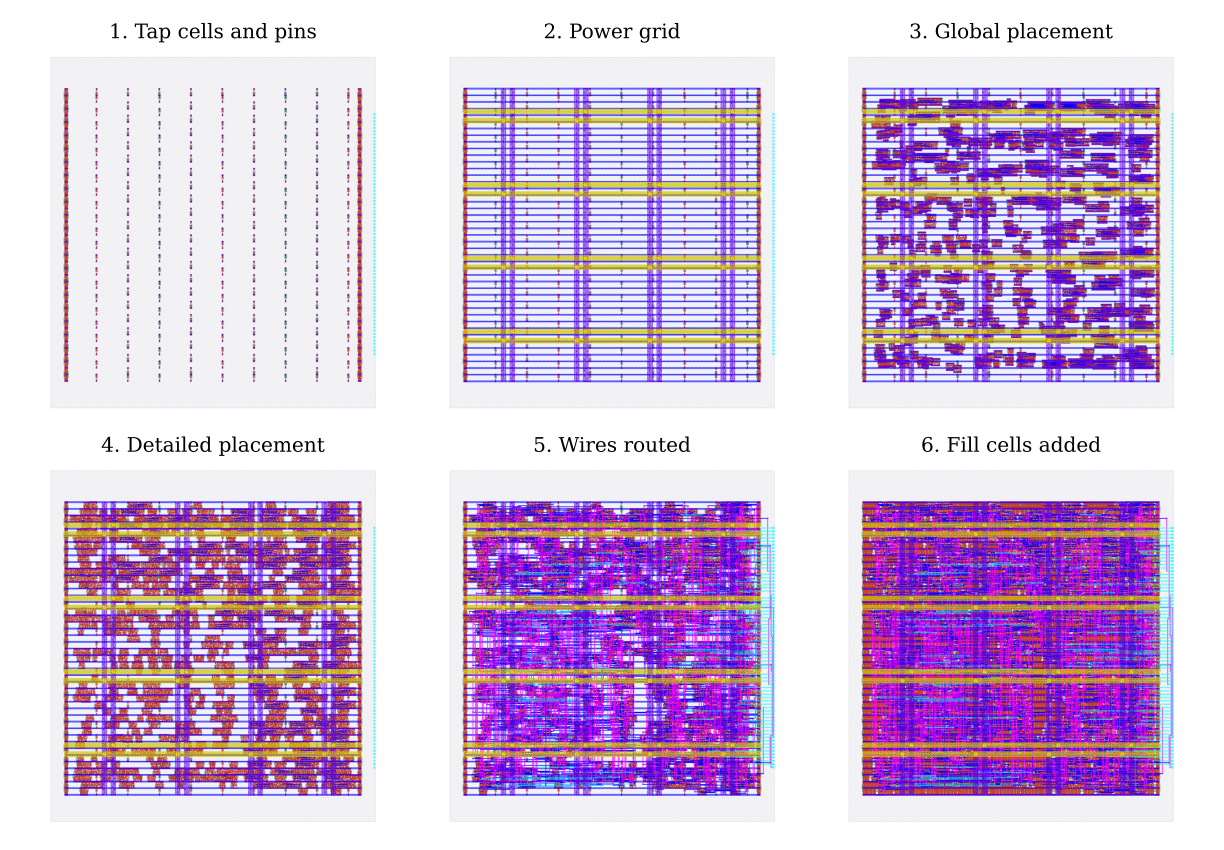 1. Tap cells and pins
2. Power grid
3. Global placement
4. Detailed placement
5. Wires routed
6. Fill cells added